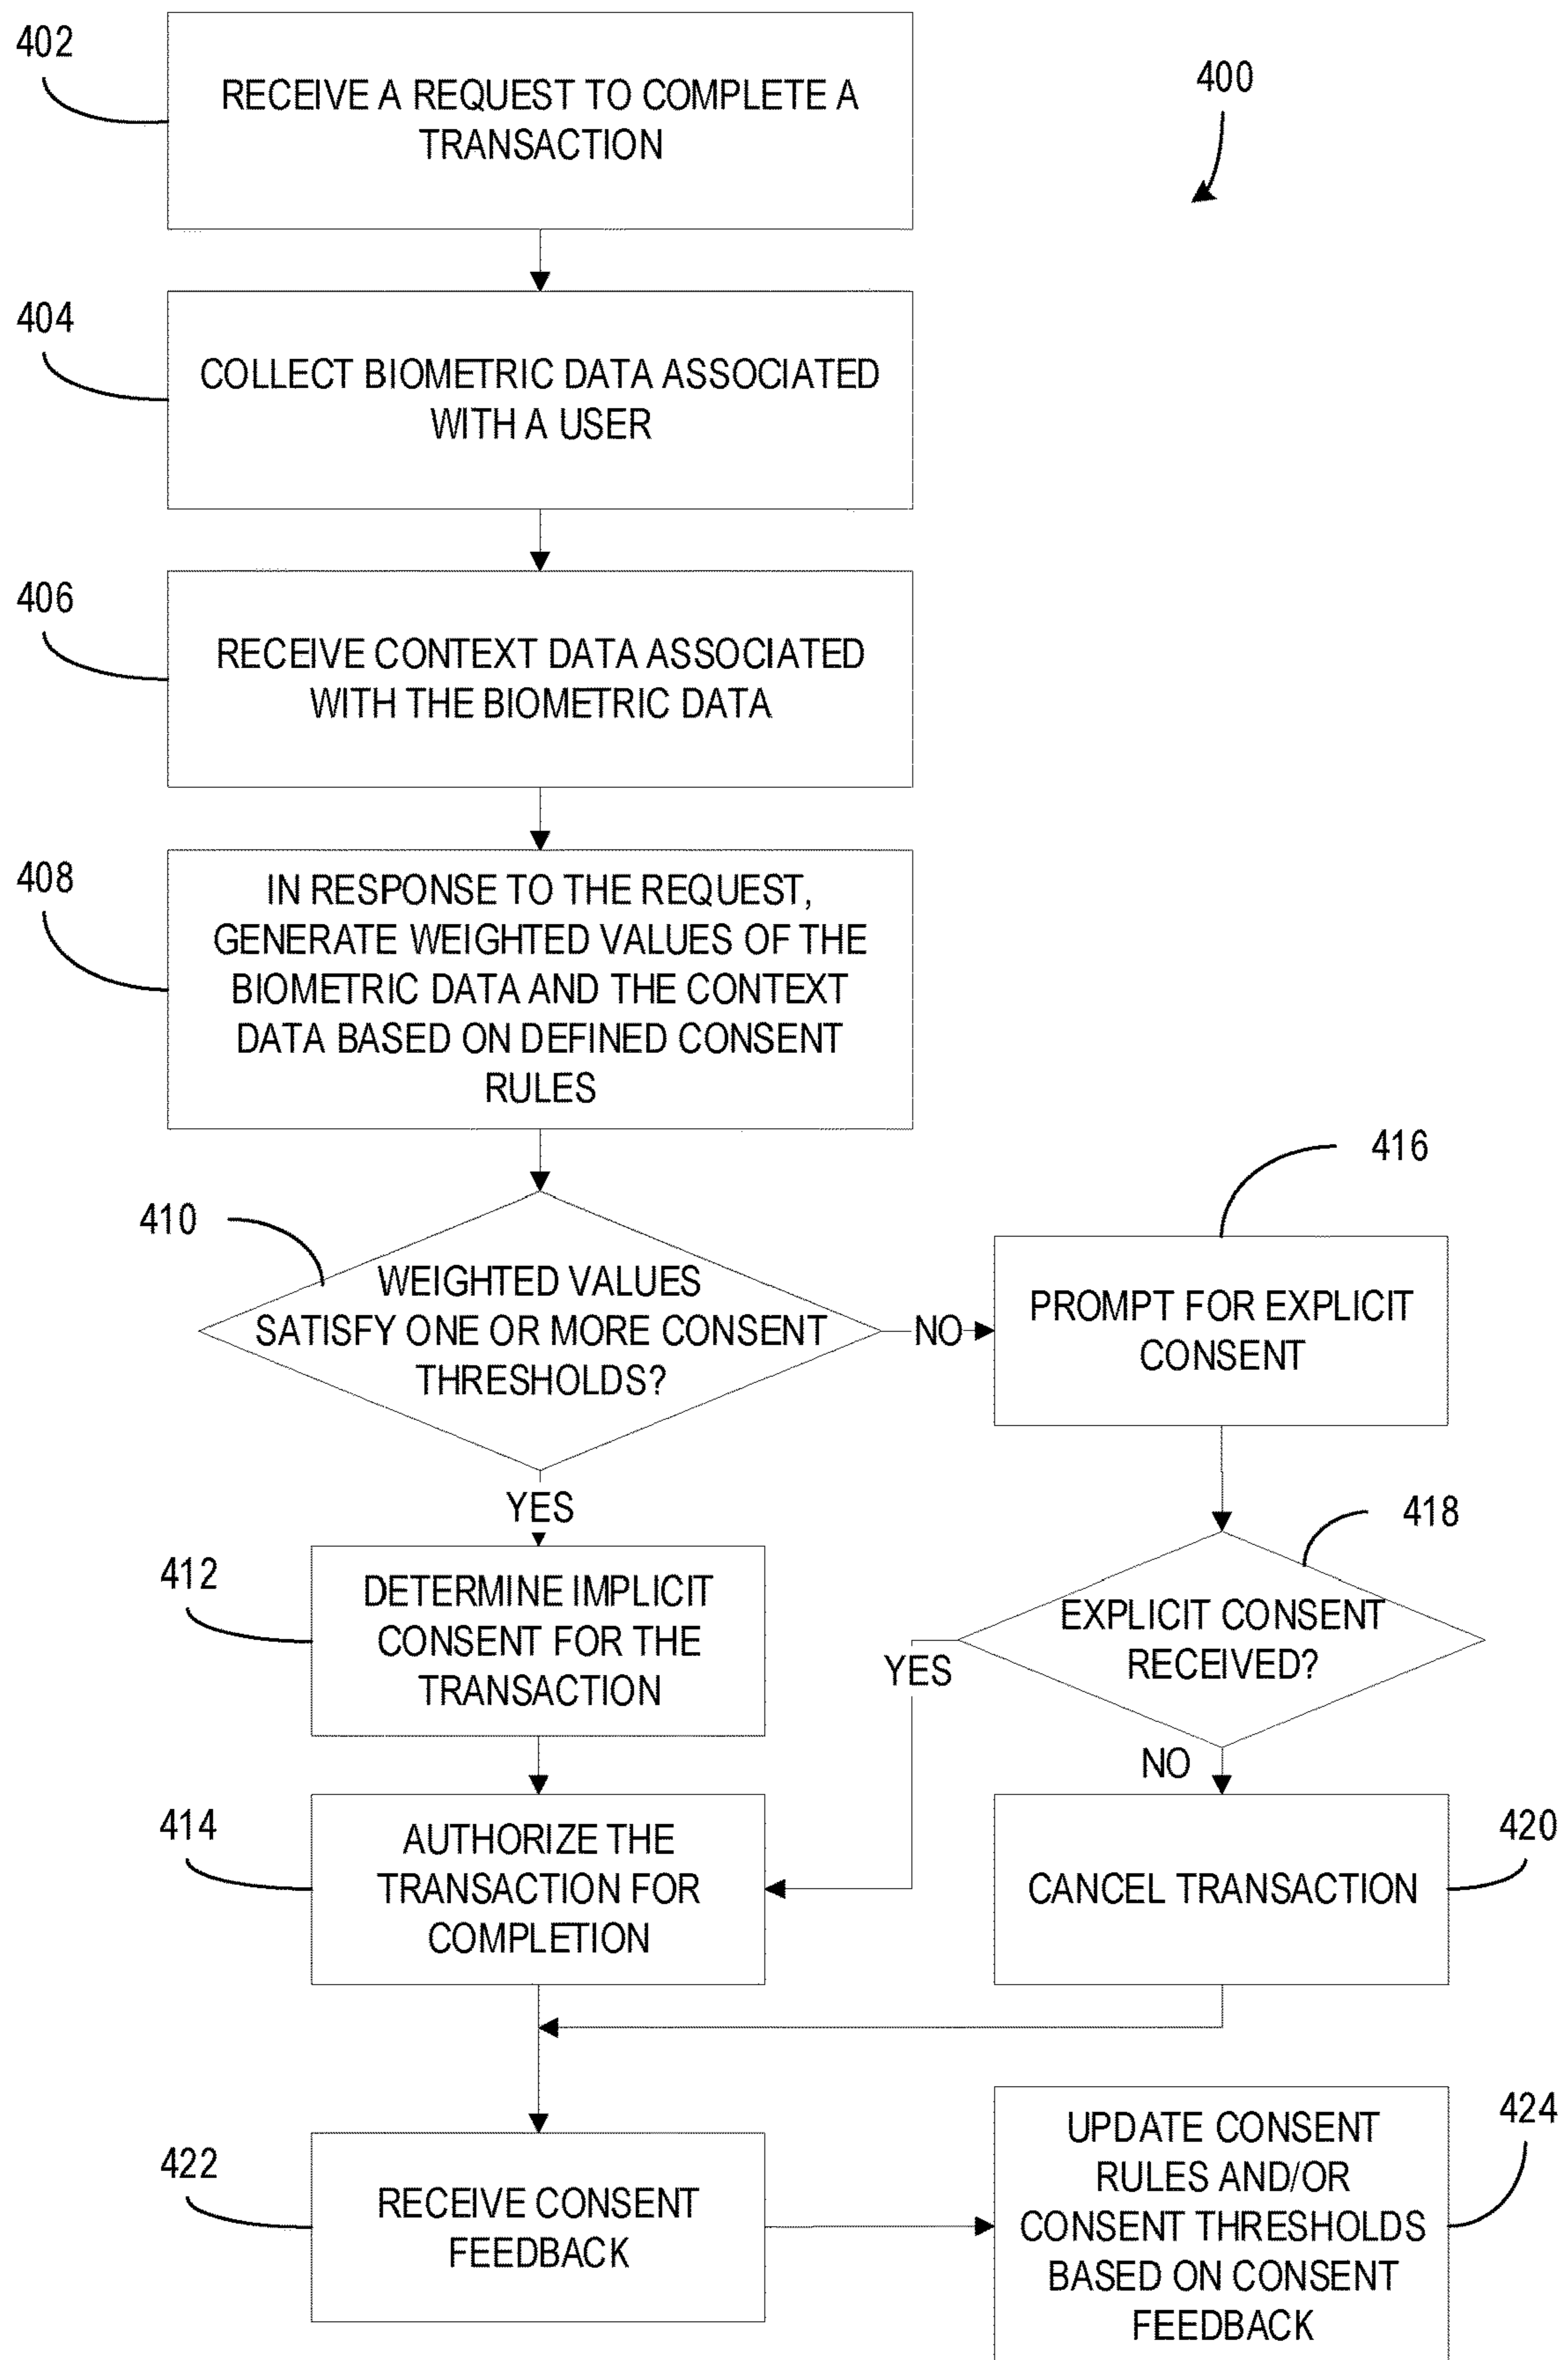 402
RECEIVE A REQUEST TO COMPLETE A
TRANSACTION
400
404
COLLECT BIOMETRIC DATA ASSOCIATED
WITH A USER
406
RECEIVE CONTEXT DATA ASSOCIATED
WITH THE BIOMETRIC DATA
408
IN RESPONSE TO THE REQUEST,
GENERATE WEIGHTED VALUES OF THE
BIOMETRIC DATA AND THE CONTEXT
DATA BASED ON DEFINED CONSENT
RULES
410
WEIGHTED VALUES
SATISFY ONE OR MORE CONSENT
THRESHOLDS?
NO
416
PROMPT FOR EXPLICIT
CONSENT
YES
412
DETERMINE IMPLICIT
CONSENT FOR THE
TRANSACTION
418
EXPLICIT CONSENT
RECEIVED?
YES
NO
414
AUTHORIZE THE
TRANSACTION FOR
COMPLETION
420
CANCEL TRANSACTION
422
RECEIVE CONSENT
FEEDBACK
424
UPDATE CONSENT
RULES AND/OR
CONSENT THRESHOLDS
BASED ON CONSENT
FEEDBACK